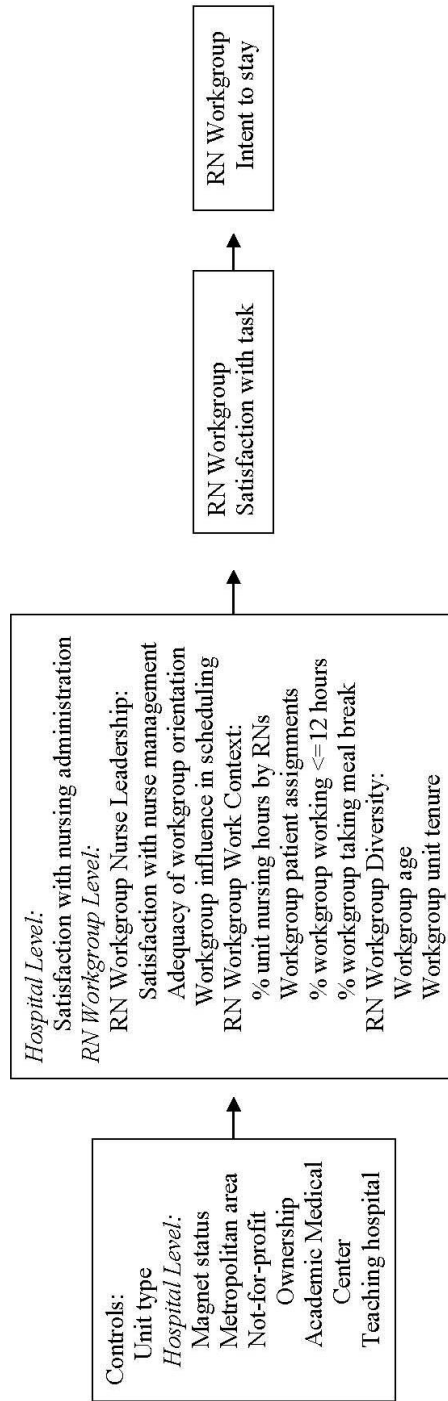 Controls:
Unit type
Hospital Level:
Magnet status
Metropolitan area
Not-for-profit
Ownership
Academic Medical
Center
Teaching hospital
Hospital Level:
Satisfaction with nursing administration
RN Workgroup Level:
RN Workgroup Nurse Leadership:
Satisfaction with nurse management
Adequacy of workgroup orientation
Workgroup influence in scheduling
RN Workgroup Work Context:
% unit nursing hours by RNs
Workgroup patient assignments
% workgroup working <= 12 hours
% workgroup taking meal break
RN Workgroup Diversity:
Workgroup age
Workgroup unit tenure
RN Workgroup
Satisfaction with task
RN Workgroup
Intent to stay